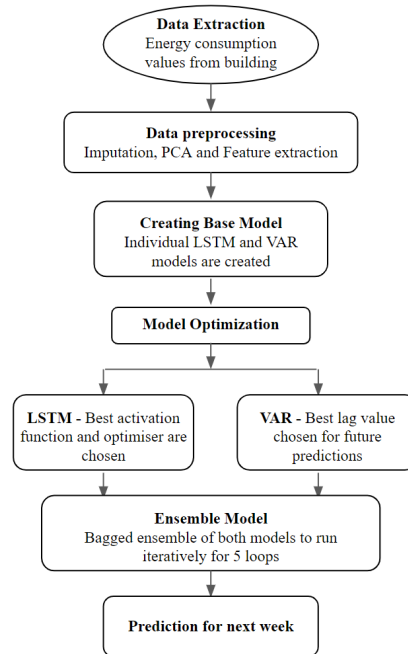 Data Extraction
Energy consumption
values from building
Data preprocessing
Imputation, PCA and Feature extraction
Creating Base Model
Individual LSTM and VAR
models are created
Model Optimization
LSTM - Best activation
function and optimiser are
chosen
VAR - Best lag value
chosen for future
predictions
Ensemble Model
Bagged ensemble of both models to run
iteratively for 5 loops
Prediction for next week